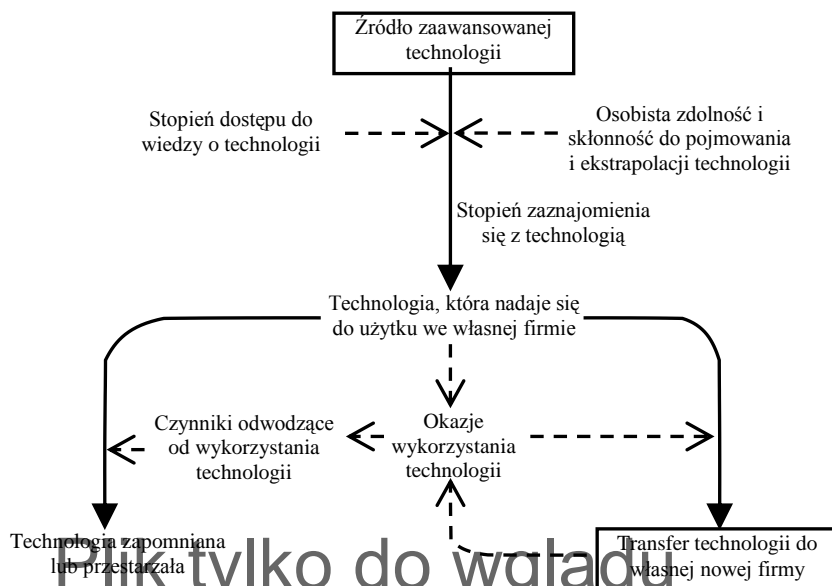 Źródło zaawansowanej
technologii
Stopień dostępu do
wiedzy o technologii
Osobista zdolność i
skłonność do pojmowania
i ekstrapolacji technologii
Stopień zaznajomienia
się z technologią
Technologia, która nadaje się
do użytku we własnej firmie
Czynniki odwodzące
od wykorzystania
technologii
Okazje
wykorzystania
technologii
Technologia zapomniana
lub przestarzała
Transfer technologii do
własnej nowej firmy
Plik tylko do wglądu